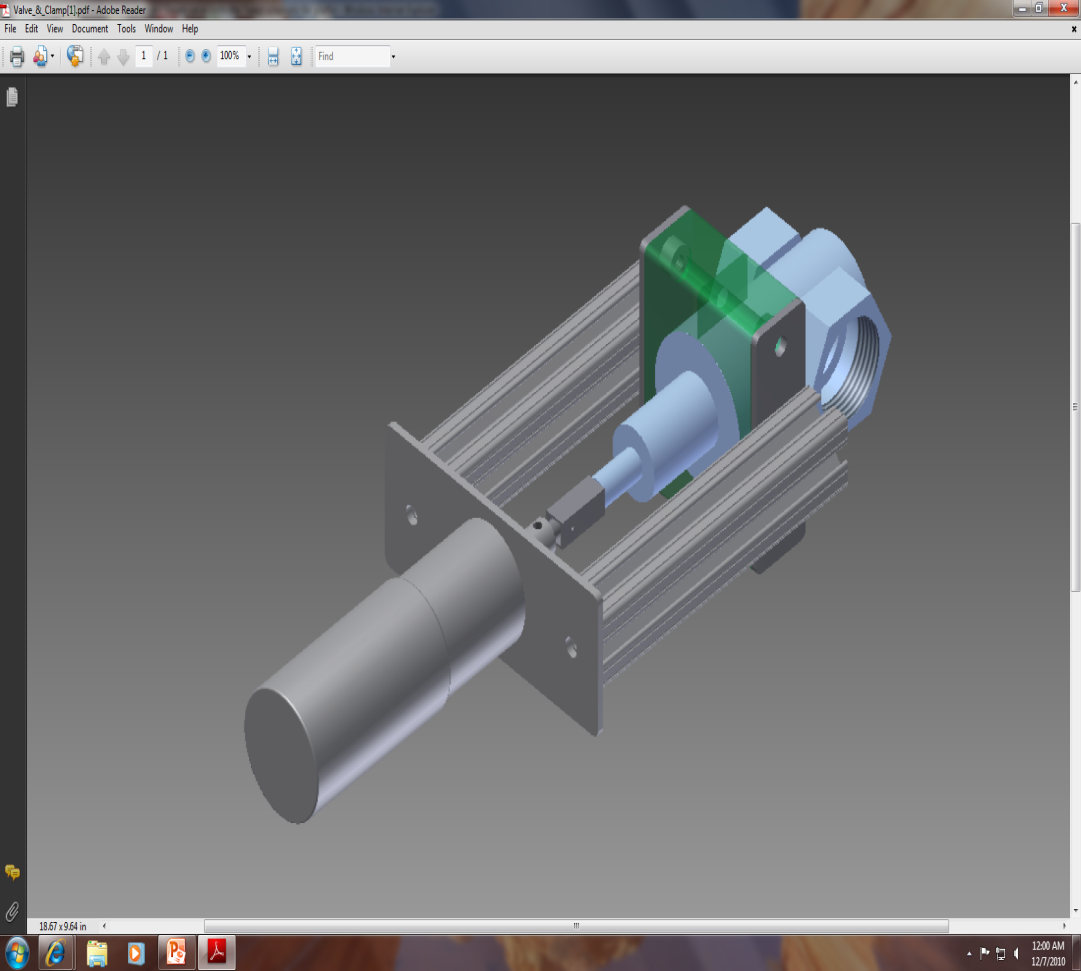 Valve_&_Clamp[1].pdf - Adobe Reader
File Edit View Document Tools Window Help
1 / 1 100% Find
18.67 x 9.64 in
12:00 AM
12/7/2010